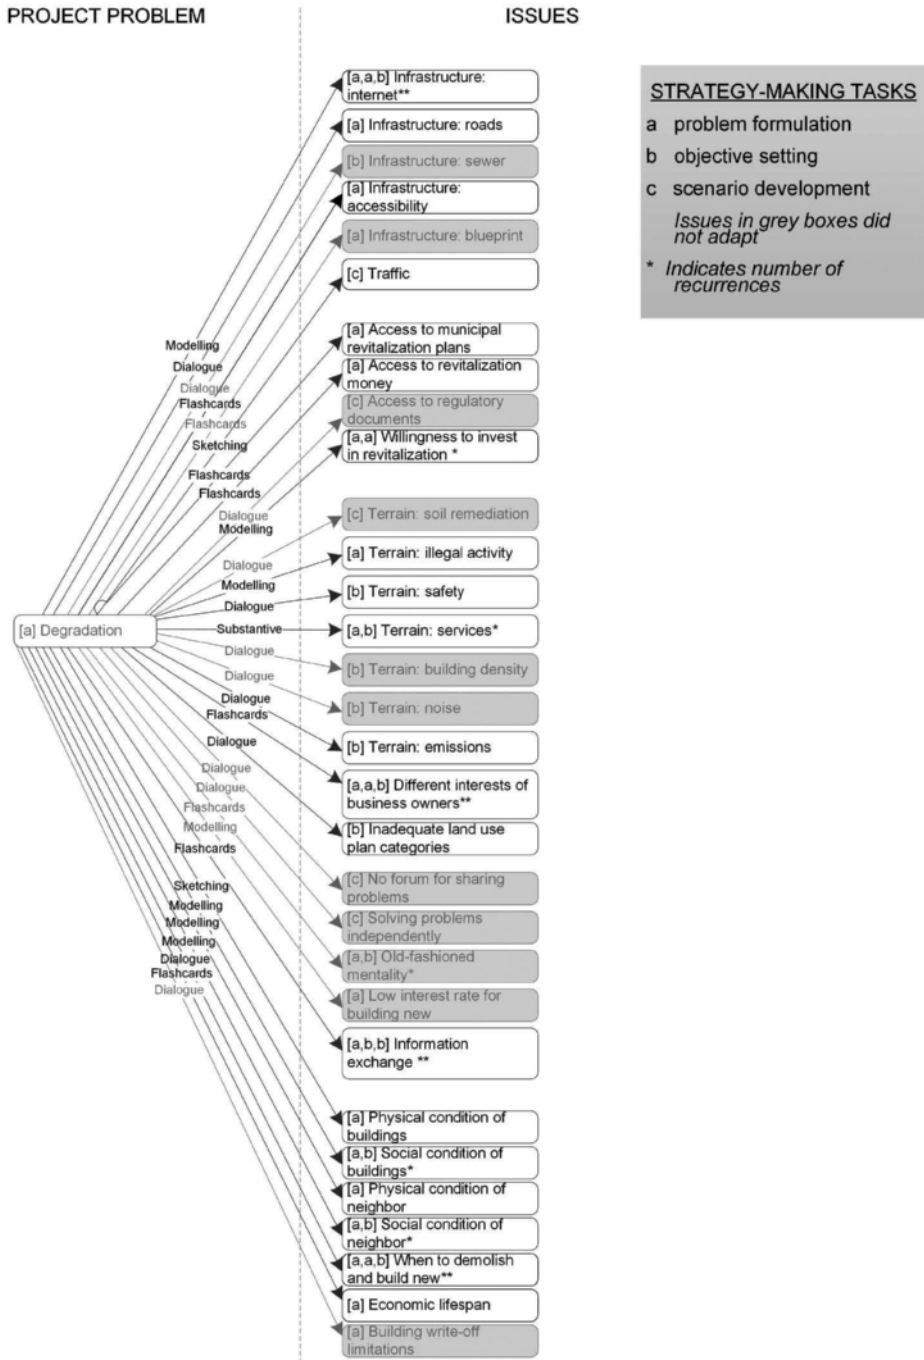 PROJECT PROBLEM
ISSUES
[a,a,b] Infrastructure:
internet**
[a] Infrastructure: roads
[b] Infrastructure: sewer
[a] Infrastructure:
accessibility
[a] Infrastructure: blueprint
[c] Traffic
[a] Access to municipal
revitalization plans
[a] Access to revitalization
money
[c] Access to regulatory
documents
[a,a] Willingness to invest
in revitalization *
[c] Terrain: soil remediation
[a] Terrain: illegal activity
[b] Terrain: safety
[a,b] Terrain: services*
[b] Terrain: building density
[b] Terrain: noise
[b] Terrain: emissions
[a,a,b] Different interests of
business owners**
[b] Inadequate land use
plan categories
[c] No forum for sharing
problems
[c] Solving problems
independently
[a,b] Old-fashioned
mentality*
[a] Low interest rate for
building new
[a,b,b] Information
exchange **
[a] Physical condition of
buildings
[a,b] Social condition of
buildings*
[a] Physical condition of
neighbor
[a,b] Social condition of
neighbor*
[a,a,b] When to demolish
and build new**
[a] Economic lifespan
[a] Building write-off
limitations
Modelling
Dialogue
Dialogue
Flashcards
Flashcards
Sketching
Flashcards
Flashcards
Dialogue
Modelling
Dialogue
Modelling
Dialogue
Substantive
Dialogue
Dialogue
Dialogue
Flashcards
Dialogue
Dialogue
Dialogue
Flashcards
Modelling
Flashcards
Sketching
Modelling
Modelling
Modelling
Dialogue
Flashcards
Dialogue
[a] Degradation
STRATEGY-MAKING TASKS
a problem formulation
b objective setting
c scenario development
Issues in grey boxes did
not adapt
* Indicates number of
recurrences